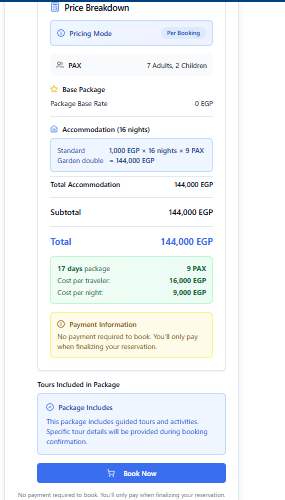 Price Breakdown
Pricing Mode Per Booking
PAX 7 Adults, 2 Children
Base Package
Package Base Rate 0 EGP
Accommodation (16 nights)
Standard 1,000 EGP × 16 nights × 9 PAX
Garden double = 144,000 EGP
Total Accommodation 144,000 EGP
Subtotal 144,000 EGP
Total 144,000 EGP
17 days package 9 PAX
Cost per traveler: 16,000 EGP
Cost per night: 9,000 EGP
Payment Information
No payment required to book. You'll only pay
when finalizing your reservation.
Tours Included in Package
Package Includes
This package includes guided tours and activities.
Specific tour details will be provided during booking
confirmation.
Book Now
No payment required to book. You'll only pay when finalizing your reservation.